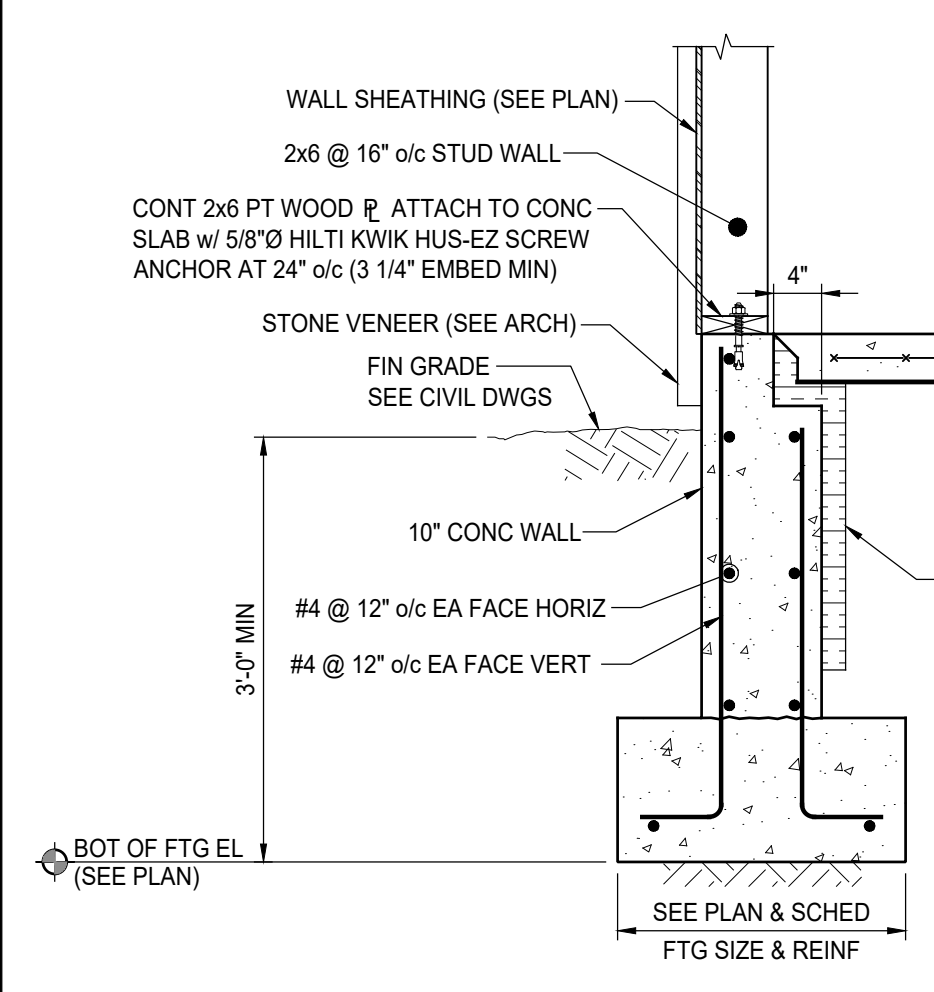 WALL SHEATHING (SEE PLAN)
2x6 @ 16" o/c STUD WALL
CONT 2x6 PT WOOD ⅊ ATTACH TO CONC
SLAB w/ 5/8"Ø HILTI KWIK HUS-EZ SCREW
ANCHOR AT 24" o/c (3 1/4" EMBED MIN)
4"
STONE VENEER (SEE ARCH)
FIN GRADE
SEE CIVIL DWGS
10" CONC WALL
#4 @ 12" o/c EA FACE HORIZ
#4 @ 12" o/c EA FACE VERT
3'-0" MIN
BOT OF FTG EL
(SEE PLAN)
SEE PLAN & SCHED
FTG SIZE & REINF